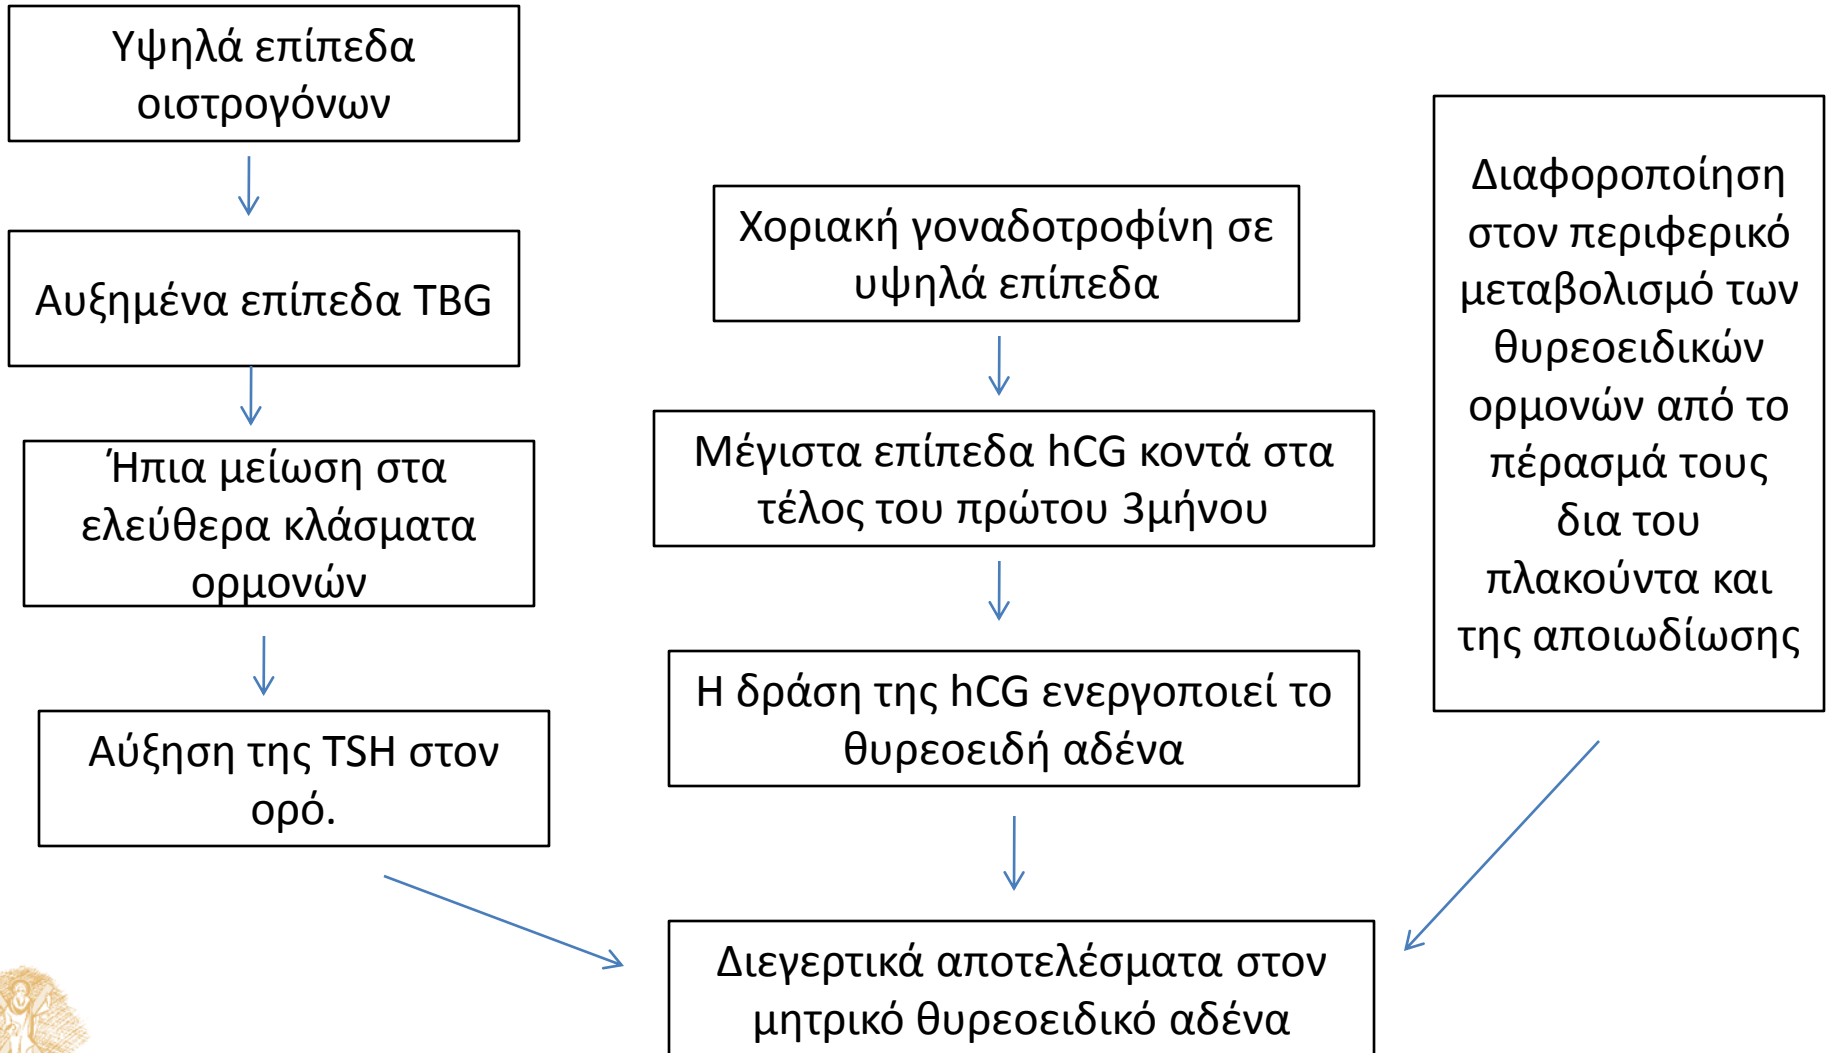 Υψηλά επίπεδα
οιστρογόνων
Αυξημένα επίπεδα TBG
Ήπια μείωση στα
ελεύθερα κλάσματα
ορμονών
Αύξηση της TSH στον
ορό.
Χοριακή γοναδοτροφίνη σε
υψηλά επίπεδα
Μέγιστα επίπεδα hCG κοντά στα
τέλος του πρώτου 3μήνου
Η δράση της hCG ενεργοποιεί το
θυρεοειδή αδένα
Διεγερτικά αποτελέσματα στον
μητρικό θυρεοειδικό αδένα
Διαφοροποίηση
στον περιφερικό
μεταβολισμό των
θυρεοειδικών
ορμονών από το
πέρασμά τους
δια του
πλακούντα και
της αποιωδίωσης